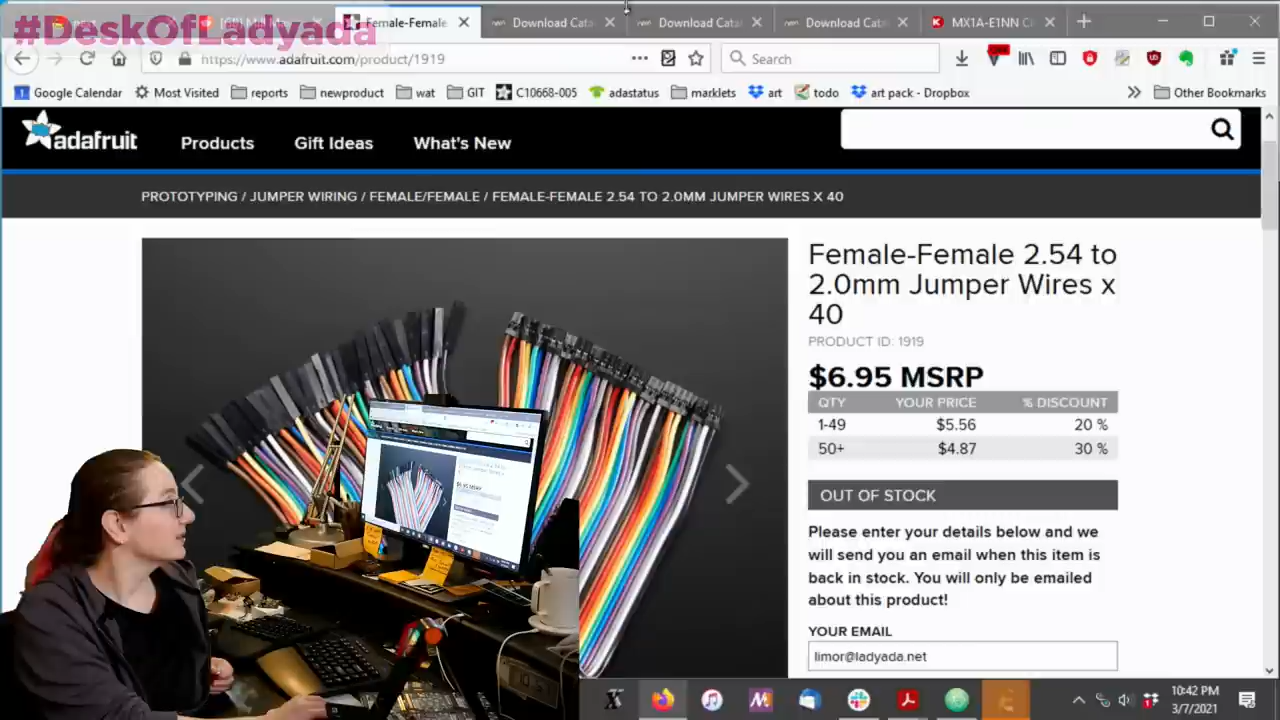 #DeskOfLadyada
Female-Female
Download Cat
Download Cata
Download Cat
MX1A-E1NN C
https://www.adafruit.com/product/1919
Search
Google Calendar
Most Visited
reports
newproduct
wat
GIT
C10668-005
adastatus
marklets
art
todo
art pack - Dropbox
Other Bookmarks
adafruit
Products
Gift Ideas
What's New
PROTOTYPING / JUMPER WIRING / FEMALE/FEMALE / FEMALE-FEMALE 2.54 TO 2.0MM JUMPER WIRES X 40
Female-Female 2.54 to
2.0mm Jumper Wires x
40
PRODUCT ID: 1919
$6.95 MSRP
QTY YOUR PRICE % DISCOUNT
1-49 $5.56 20 %
50+ $4.87 30 %
OUT OF STOCK
Please enter your details below and we
will send you an email when this item is
back in stock. You will only be emailed
about this product!
YOUR EMAIL
limor@ladyada.net
10:42 PM
3/7/2021